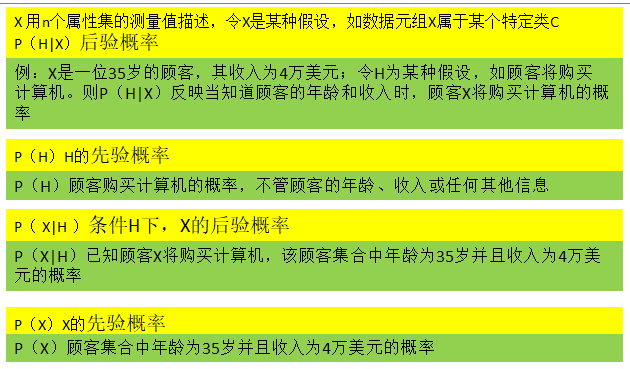 X 用n个属性集的测量值描述，令X是某种假设，如数据元组X属于某个特定类C
P（H|X）后验概率
例：X是一位35岁的顾客，其收入为4万美元；令H为某种假设，如顾客将购买
计算机。则P（H|X）反映当知道顾客的年龄和收入时，顾客X将购买计算机的概
率
P（H）H的先验概率
P（H）顾客购买计算机的概率，不管顾客的年龄、收入或任何其他信息
P（ X|H ）条件H下，X的后验概率
P（X|H）已知顾客X将购买计算机，该顾客集合中年龄为35岁并且收入为4万美
元的概率
P（X）X的先验概率
P（X）顾客集合中年龄为35岁并且收入为4万美元的概率